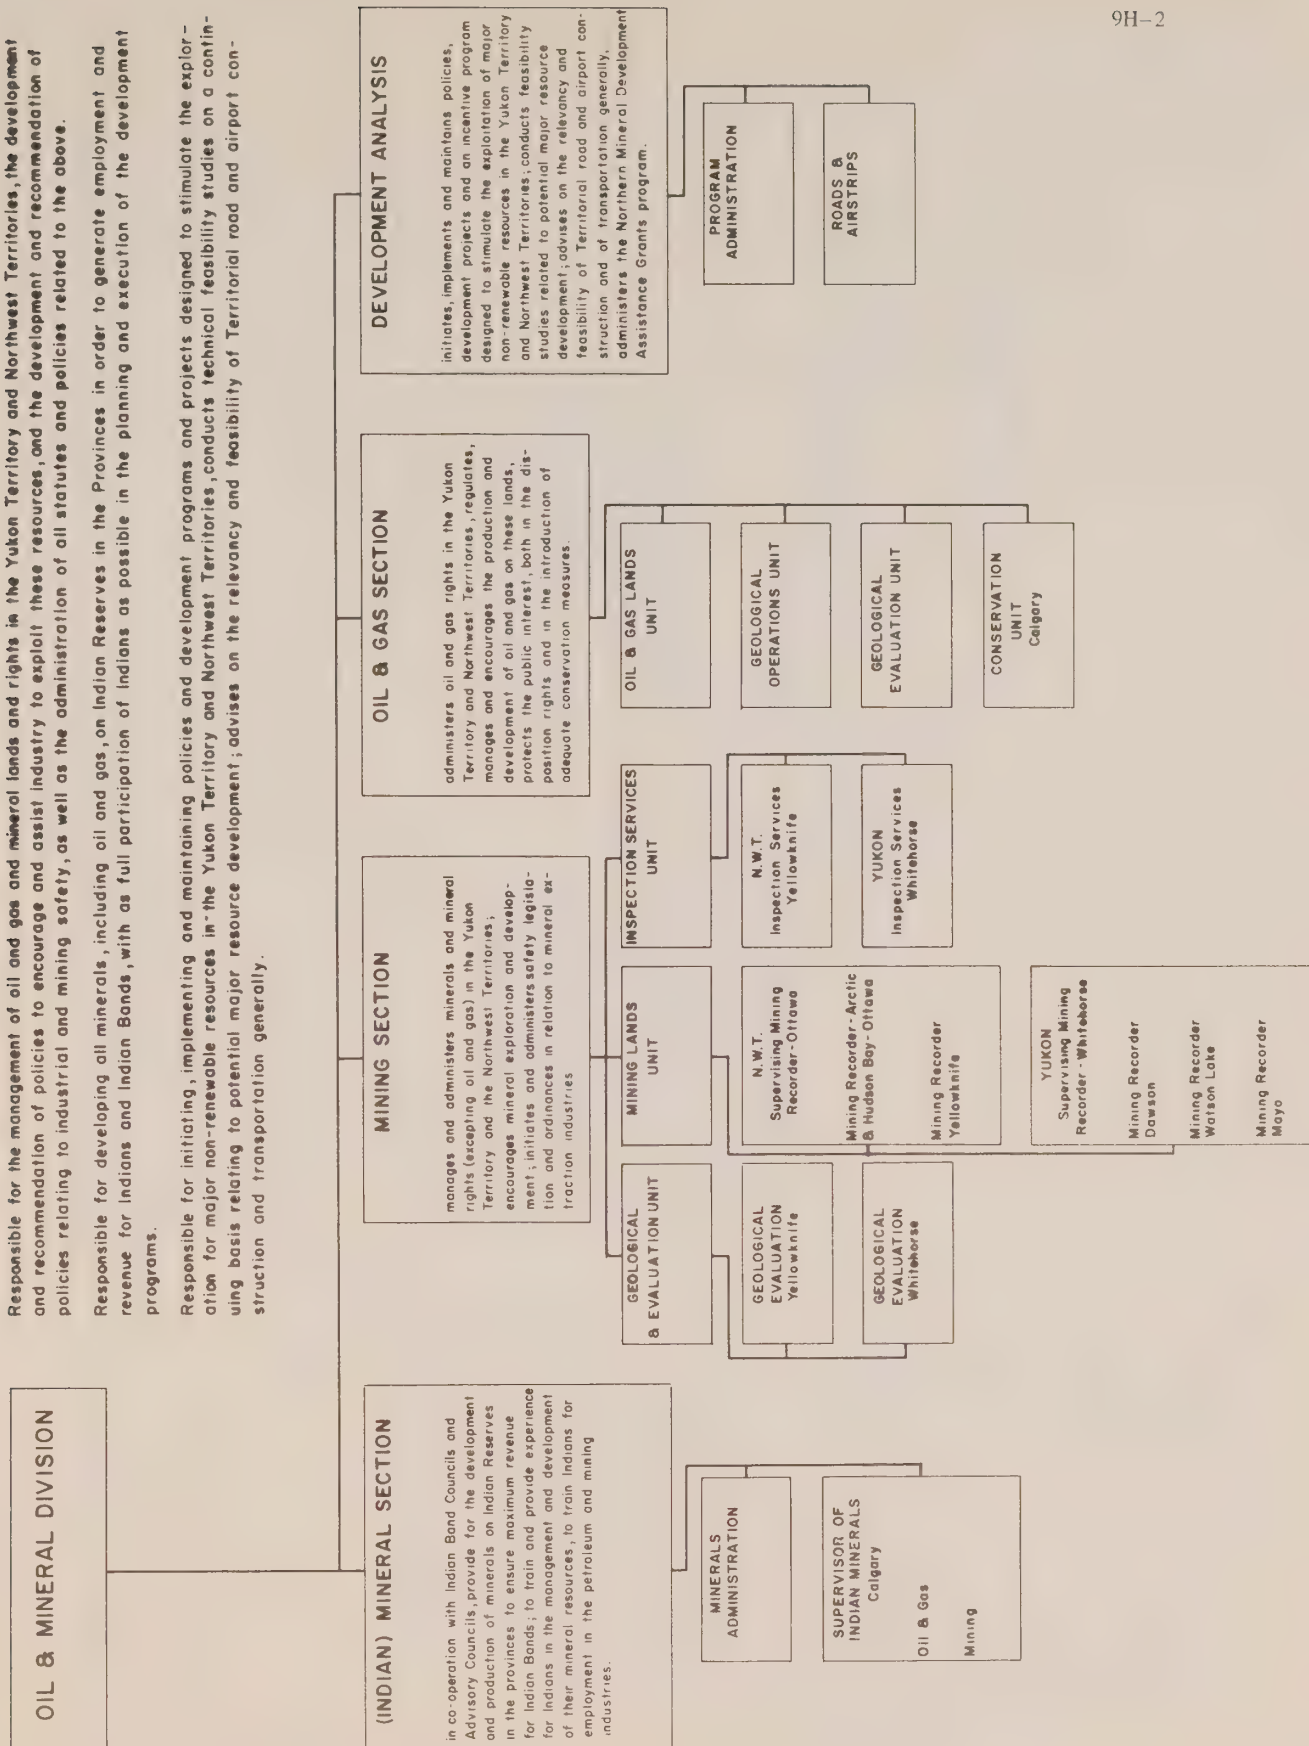 9H-2
OIL & MINERAL DIVISION
Responsible for the management of oil and gas and mineral lands and rights in the Yukon Territory and Northwest Territories, the development
and recommendation of policies to encourage and assist industry to exploit these resources, and the development and recommendation of
policies relating to industrial and mining safety, as well as the administration of all statutes and policies related to the above.
Responsible for developing all minerals, including oil and gas, on Indian Reserves in the Provinces in order to generate employment and
revenue for Indians and Indian Bands, with as full participation of Indians as possible in the planning and execution of the development
programs.
Responsible for initiating, implementing and maintaining policies and development programs and projects designed to stimulate the explor-
ation for major non-renewable resources in the Yukon Territory and Northwest Territories, conducts technical feasibility studies on a contin-
uing basis relating to potential major resource development; advises on the relevancy and feasibility of Territorial road and airport con-
struction and transportation generally.
(INDIAN) MINERAL SECTION
in co-operation with Indian Band Councils and
Advisory Councils, provide for the development
and production of minerals on Indian Reserves
in the provinces to ensure maximum revenue
for Indian Bands; to train and provide experience
for Indians in the management and development
of their mineral resources, to train Indians for
employment in the petroleum and mining
industries.
MINERALS
ADMINISTRATION
SUPERVISOR OF
INDIAN MINERALS
Calgary
Oil & Gas
Mining
MINING SECTION
manages and administers minerals and mineral
rights (excepting oil and gas) in the Yukon
Territory and the Northwest Territories;
encourages mineral exploration and develop-
ment; initiates and administers safety legisla-
tion and ordinances in relation to mineral ex-
traction industries
GEOLOGICAL
& EVALUATION UNIT
GEOLOGICAL
EVALUATION
Yellowknife
GEOLOGICAL
EVALUATION
Whitehorse
MINING LANDS
UNIT
N.W.T.
Supervising Mining
Recorder-Ottawa
Mining Recorder-Arctic
& Hudson Bay-Ottawa
Mining Recorder
Yellowknife
YUKON
Supervising Mining
Recorder-Whitehorse
Mining Recorder
Dawson
Mining Recorder
Watson Lake
Mining Recorder
Mayo
INSPECTION SERVICES
UNIT
N.W.T.
Inspection Services
Yellowknife
YUKON
Inspection Services
Whitehorse
OIL & GAS SECTION
administers oil and gas rights in the Yukon
Territory and Northwest Territories, regulates,
manages and encourages the production and
development of oil and gas on these lands,
protects the public interest, both in the dis-
position rights and in the introduction of
adequate conservation measures.
OIL & GAS LANDS
UNIT
GEOLOGICAL
OPERATIONS UNIT
GEOLOGICAL
EVALUATION UNIT
CONSERVATION
UNIT
Calgary
DEVELOPMENT ANALYSIS
initiates, implements and maintains policies,
development projects and an incentive program
designed to stimulate the exploitation of major
non-renewable resources in the Yukon Territory
and Northwest Territories; conducts feasibility
studies related to potential major resource
development; advises on the relevancy and
feasibility of Territorial road and airport con-
struction and of transportation generally,
administers the Northern Mineral Development
Assistance Grants program.
PROGRAM
ADMINISTRATION
ROADS &
AIRSTRIPS